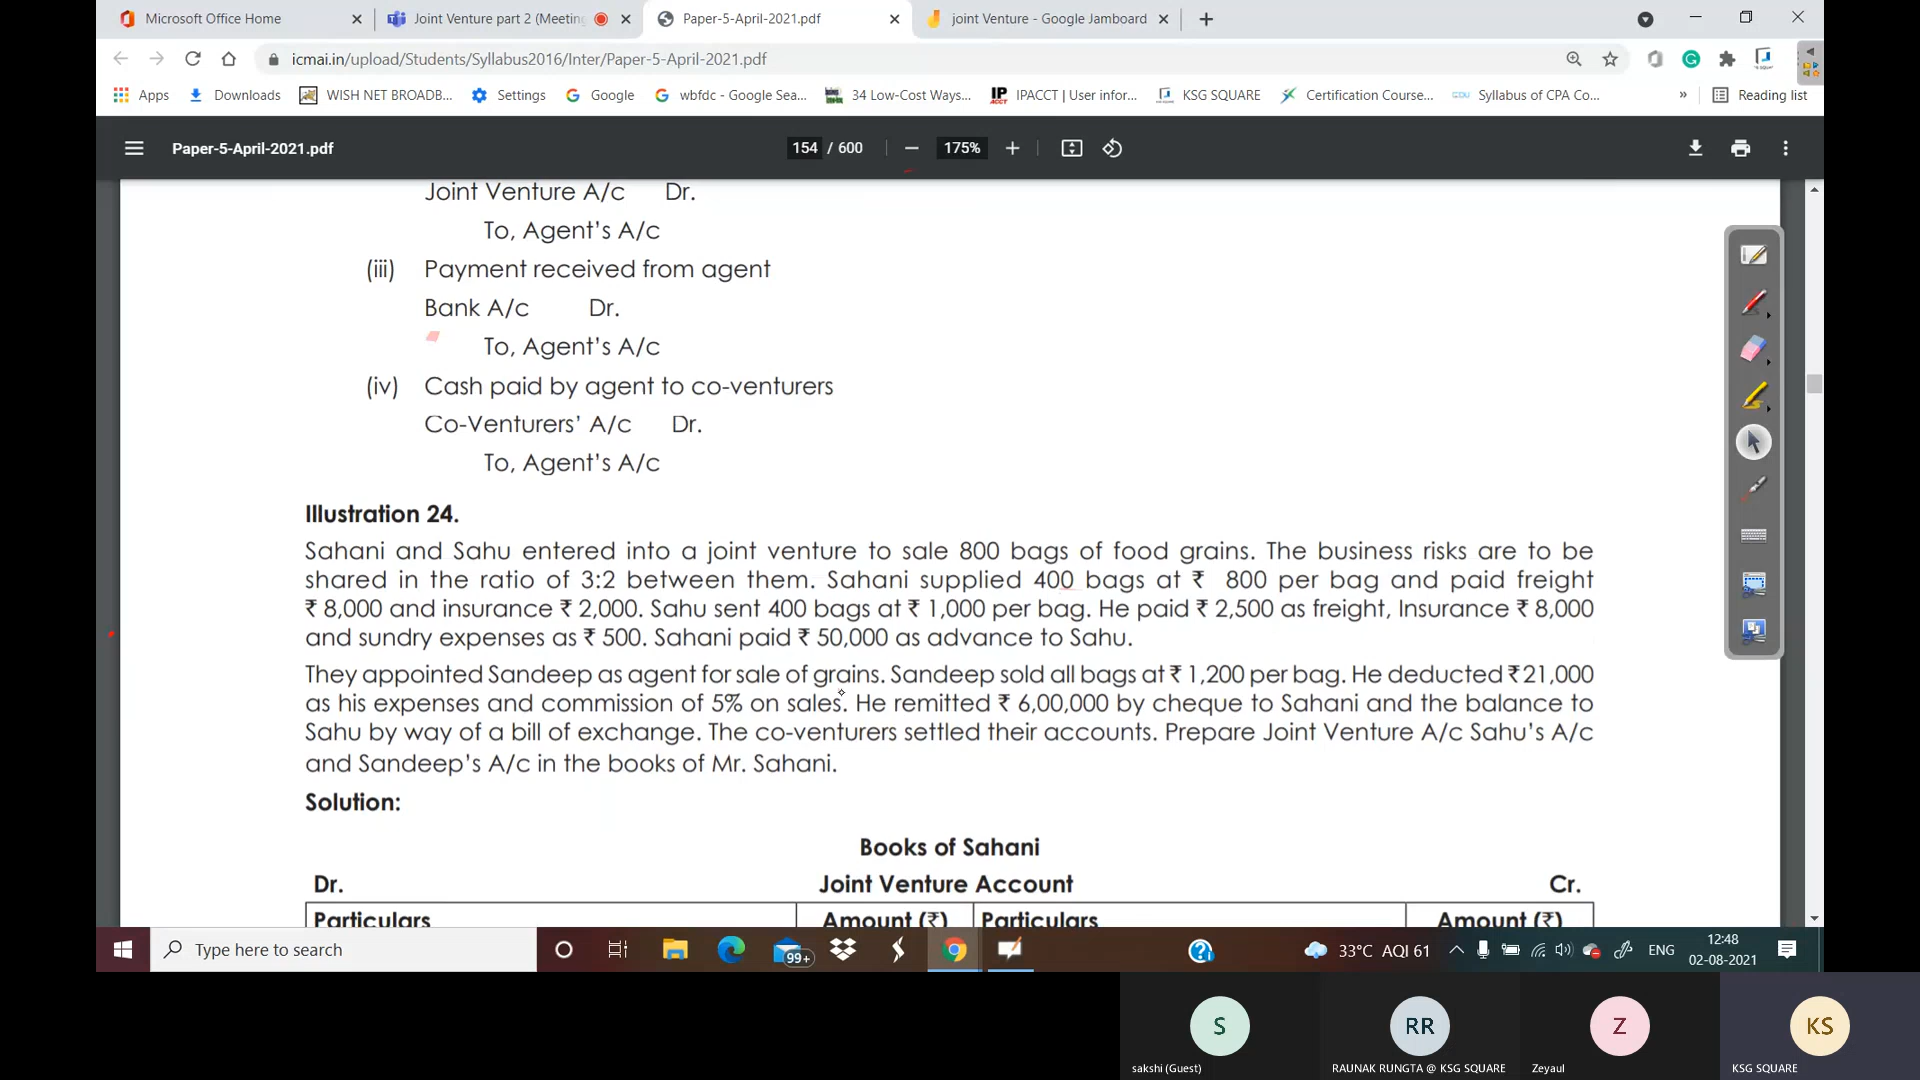 Microsoft Office Home
Joint Venture part 2 (Meetin
Paper-5-April-2021.pdf
joint Venture - Google Jamboard
icmai.in/upload/Students/Syllabus2016/Inter/Paper-5-April-2021.pdf
Apps
Downloads
WISH NET BROADB...
Settings
Google
wbfdc - Google Sea...
34 Low-Cost Ways...
IPACCT | User infor...
KSG SQUARE
Certification Course...
Syllabus of CPA Co...
»
Reading list
Paper-5-April-2021.pdf
154 / 600
175%
Joint Venture A/c Dr.
To, Agent's A/c
(iii) Payment received from agent
Bank A/c Dr.
To, Agent's A/c
(iv) Cash paid by agent to co-venturers
Co-Venturers' A/c Dr.
To, Agent's A/c
Illustration 24.
Sahani and Sahu entered into a joint venture to sale 800 bags of food grains. The business risks are to be
shared in the ratio of 3:2 between them. Sahani supplied 400 bags at ₹ 800 per bag and paid freight
₹ 8,000 and insurance ₹ 2,000. Sahu sent 400 bags at ₹ 1,000 per bag. He paid ₹ 2,500 as freight, Insurance ₹ 8,000
and sundry expenses as ₹ 500. Sahani paid ₹ 50,000 as advance to Sahu.
They appointed Sandeep as agent for sale of grains. Sandeep sold all bags at ₹ 1,200 per bag. He deducted ₹ 21,000
as his expenses and commission of 5% on sales. He remitted ₹ 6,00,000 by cheque to Sahani and the balance to
Sahu by way of a bill of exchange. The co-venturers settled their accounts. Prepare Joint Venture A/c Sahu's A/c
and Sandeep's A/c in the books of Mr. Sahani.
Solution:
Books of Sahani
Dr. Joint Venture Account Cr.
Particulars Amount (₹) Particulars Amount (₹)
Type here to search
99+
33°C AQI 61
ENG
12:48
02-08-2021
S
RR
Z
KS
sakshi (Guest)
RAUNAK RUNGTA @ KSG SQUARE
Zeyaul
KSG SQUARE